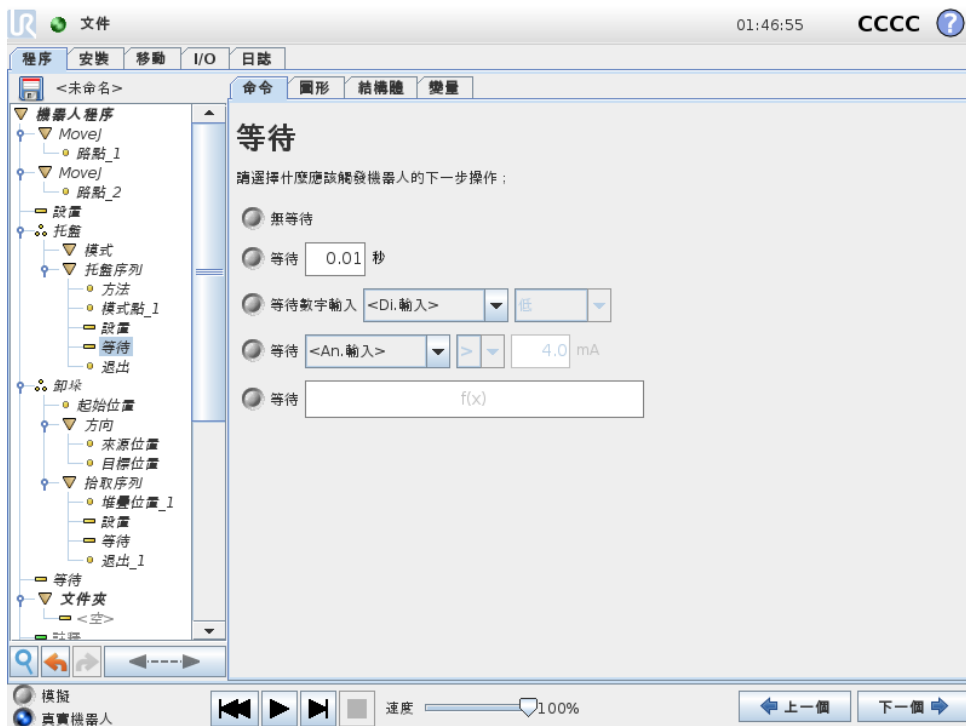 UR 文件 01:46:55 CCCC ?
程序 安裝 移動 I/O 日誌
<未命名>
命令 圖形 結構體 變量
機器人程序
MoveJ
路點_1
MoveJ
路點_2
設置
托盤
模式
托盤序列
方法
模式點_1
設置
等待
退出
卸垛
起始位置
方向
來源位置
目標位置
拾取序列
堆疊位置_1
設置
等待
退出_1
等待
文件夾
<空>
註釋
等待
請選擇什麼應該觸發機器人的下一步操作；
無等待
等待 0.01 秒
等待數字輸入 <Di.輸入> 低
等待 <An.輸入> > 4.0 mA
等待 f(x)
模擬
真實機器人
速度 100%
上一個 下一個